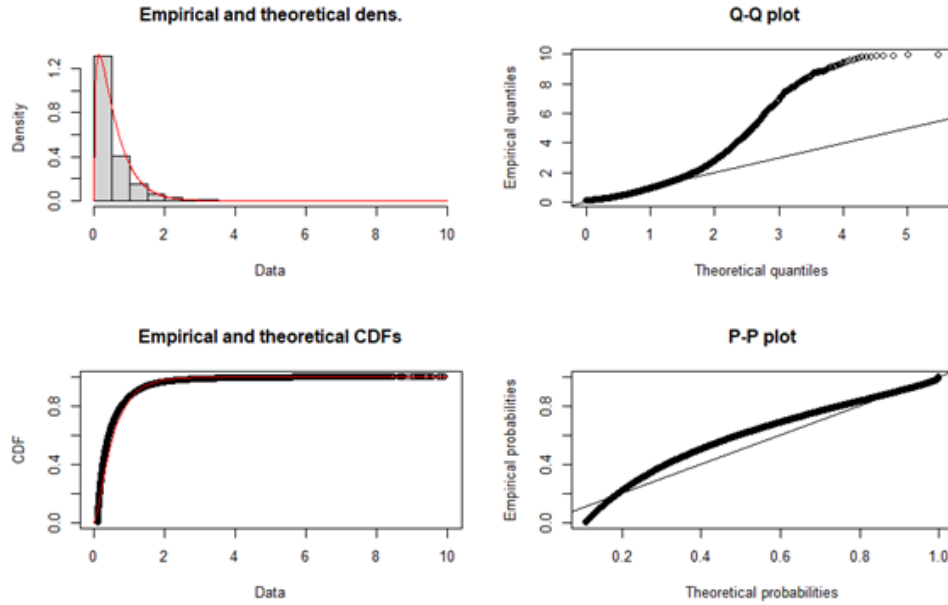 Empirical and theoretical dens.
Density
0.0 0.4 0.8 1.2
0 2 4 6 8 10
Data
Q-Q plot
Empirical quantiles
0 2 4 6 8 10
0 1 2 3 4 5
Theoretical quantiles
Empirical and theoretical CDFs
CDF
0.0 0.4 0.8
0 2 4 6 8 10
Data
P-P plot
Empirical probabilities
0.0 0.4 0.8
0.2 0.4 0.6 0.8 1.0
Theoretical probabilities